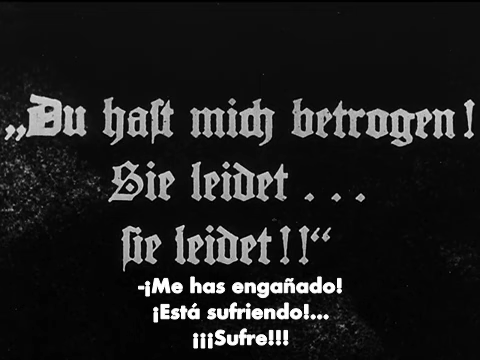 „Du haſt mich betrogen!
Sie leidet . . .
ſie leidet!!“
-¡Me has engañado!
¡Está sufriendo!...
¡¡¡Sufre!!!